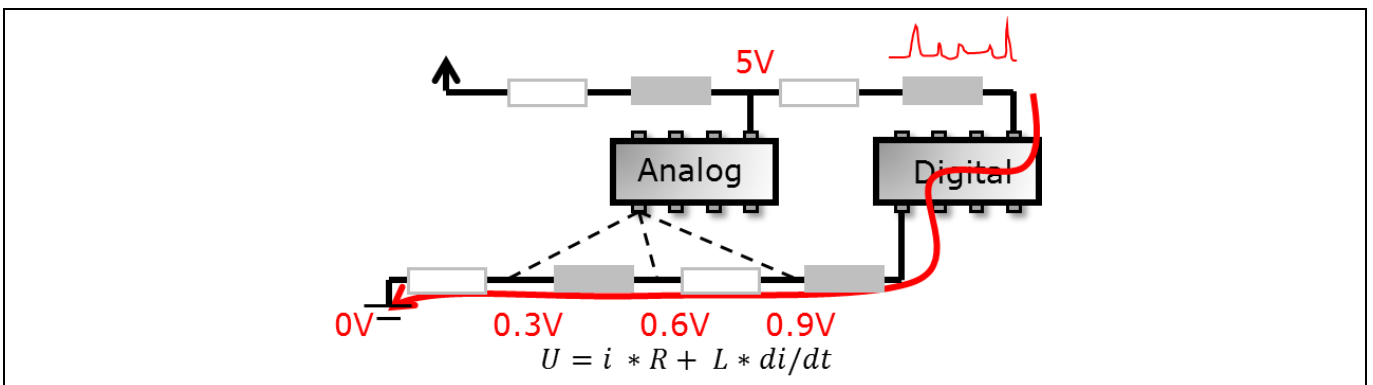 5V
Analog
Digital
0V
0.3V
0.6V
0.9V
U = i * R + L * di/dt